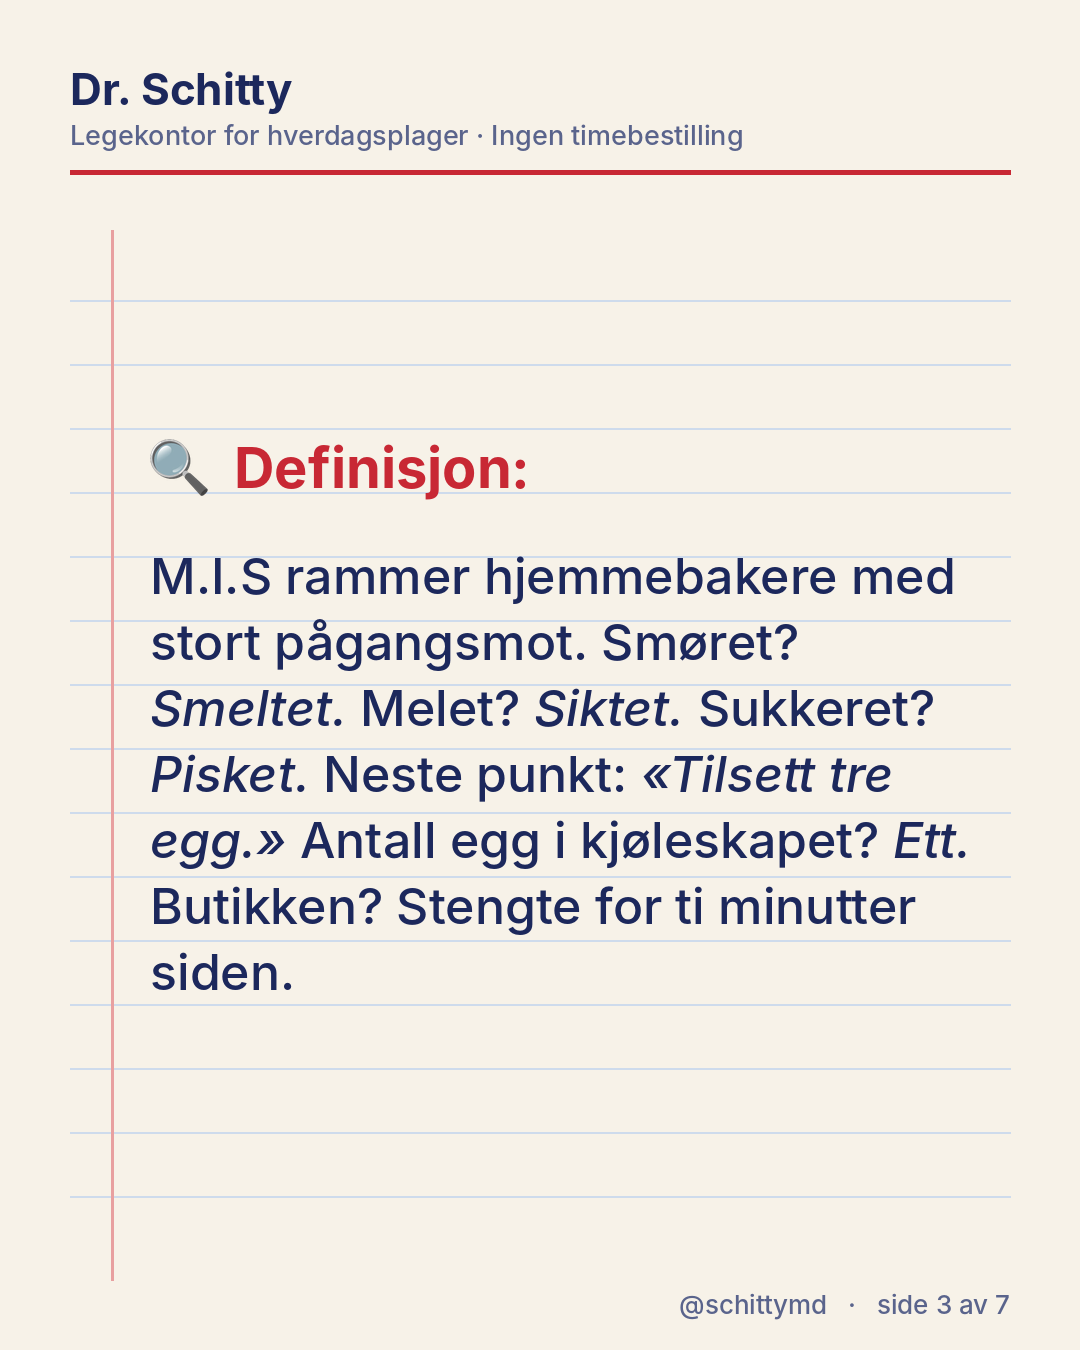 Dr. Schitty
Legekontor for hverdagsplager · Ingen timebestilling
🔍 Definisjon:
M.I.S rammer hjemmebakere med
stort pågangsmot. Smøret?
Smeltet. Melet? Siktet. Sukkeret?
Pisket. Neste punkt: «Tilsett tre
egg.» Antall egg i kjøleskapet? Ett.
Butikken? Stengte for ti minutter
siden.
@schittymd · side 3 av 7